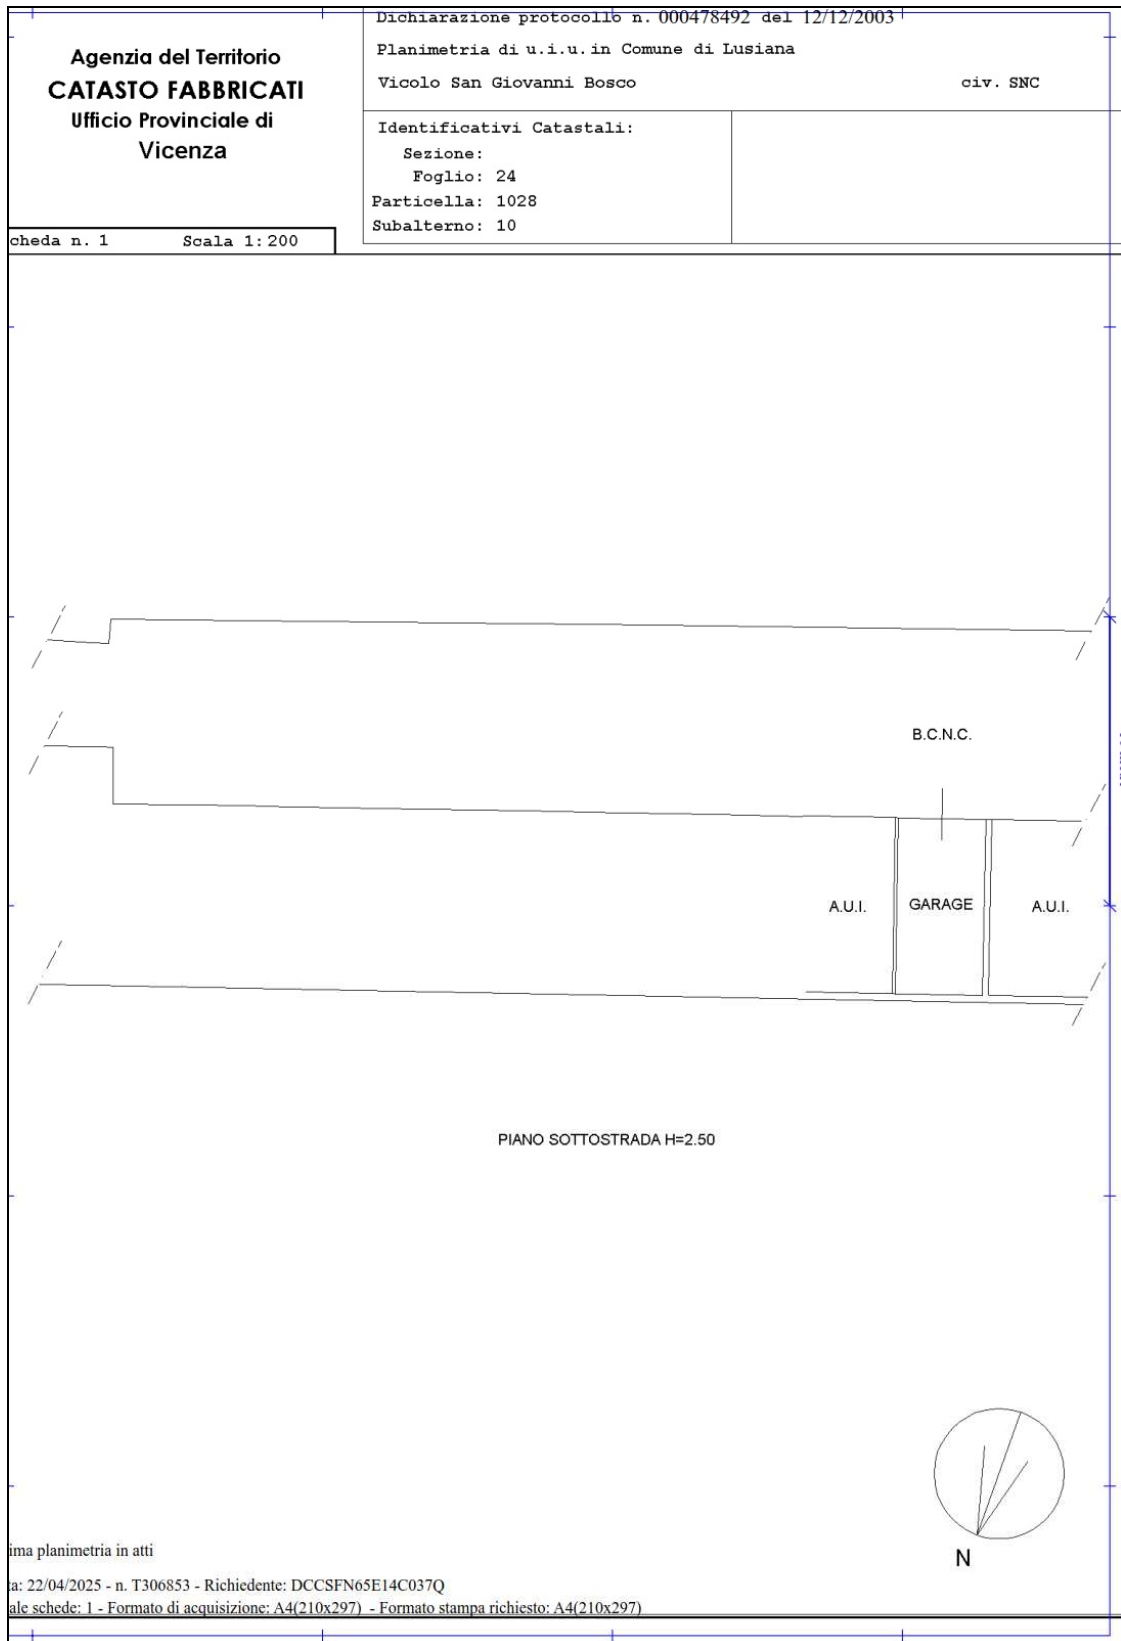 Agenzia del Territorio
CATASTO FABBRICATI
Ufficio Provinciale di
Vicenza
Dichiarazione protocollo n. 000478492 del 12/12/2003
Planimetria di u.i.u. in Comune di Lusiana
Vicolo San Giovanni Bosco civ. SNC
Identificativi Catastali:
Sezione:
Foglio: 24
Particella: 1028
Subalterno: 10
cheda n. 1 Scala 1:200
B.C.N.C.
A.U.I. GARAGE A.U.I.
PIANO SOTTOSTRADA H=2.50
N
ima planimetria in atti
ta: 22/04/2025 - n. T306853 - Richiedente: DCCSFN65E14C037Q
ale schede: 1 - Formato di acquisizione: A4(210x297) - Formato stampa richiesto: A4(210x297)